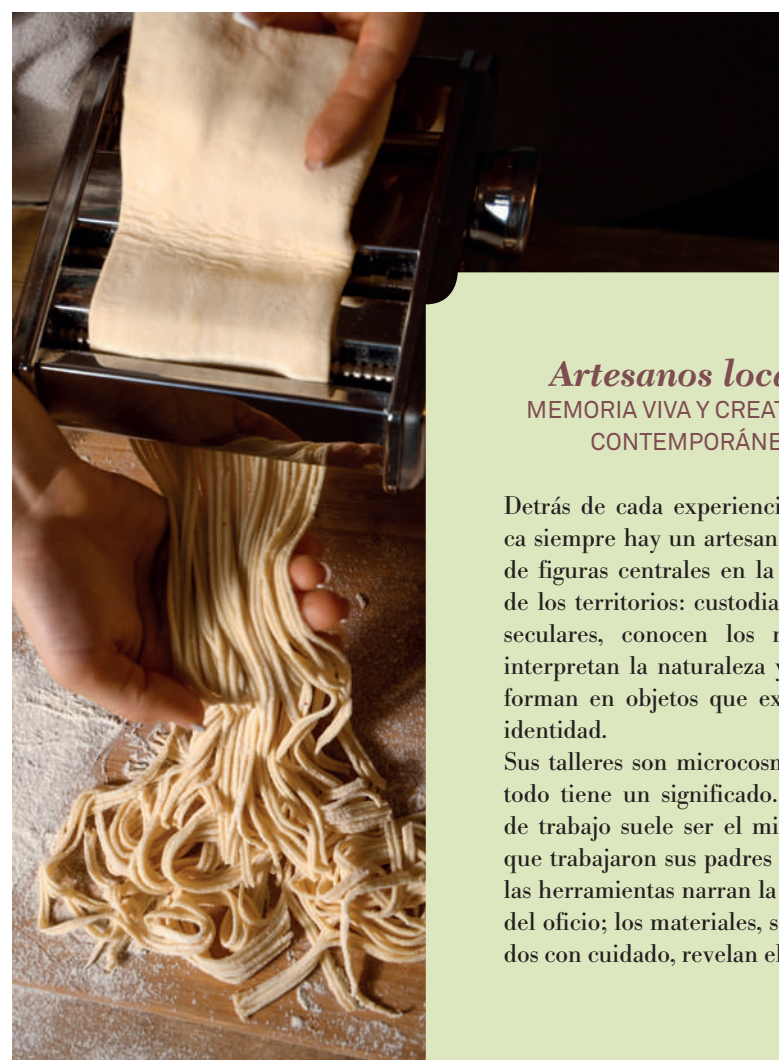 Artesanos loca
MEMORIA VIVA Y CREAT
CONTEMPORÁNE
Detrás de cada experienci
ca siempre hay un artesan
de figuras centrales en la
de los territorios: custodia
seculares, conocen los
interpretan la naturaleza y
forman en objetos que ex
identidad.
Sus talleres son microcosm
todo tiene un significado.
de trabajo suele ser el mi
que trabajaron sus padres
las herramientas narran la
del oficio; los materiales, s
dos con cuidado, revelan el